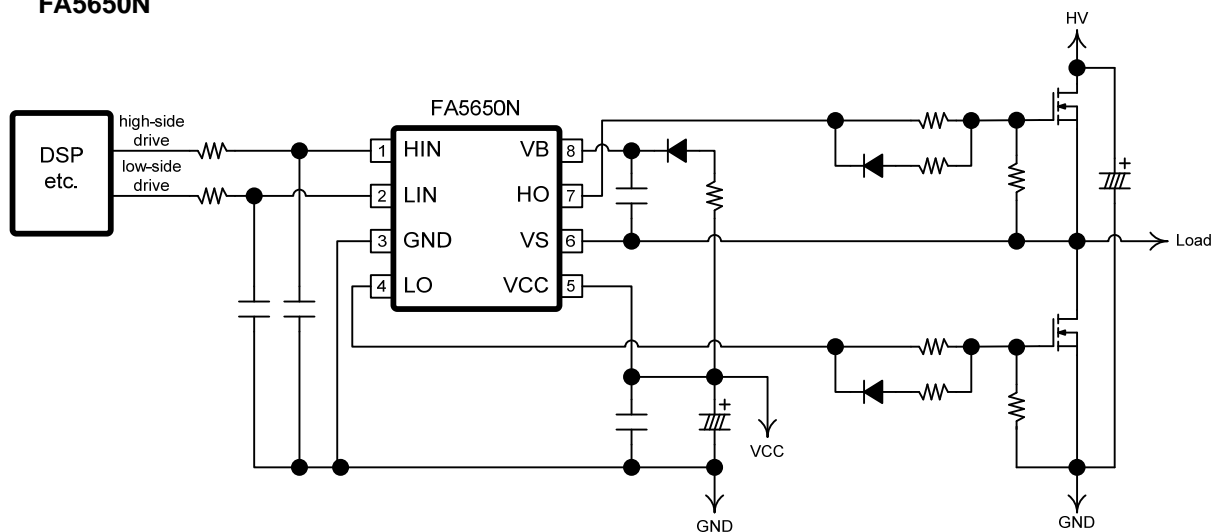 FA5650N
HV
FA5650N
DSP
etc.
high-side
drive
low-side
drive
1 HIN VB 8
2 LIN HO 7
3 GND VS 6
4 LO VCC 5
+
Load
+
VCC
GND
GND